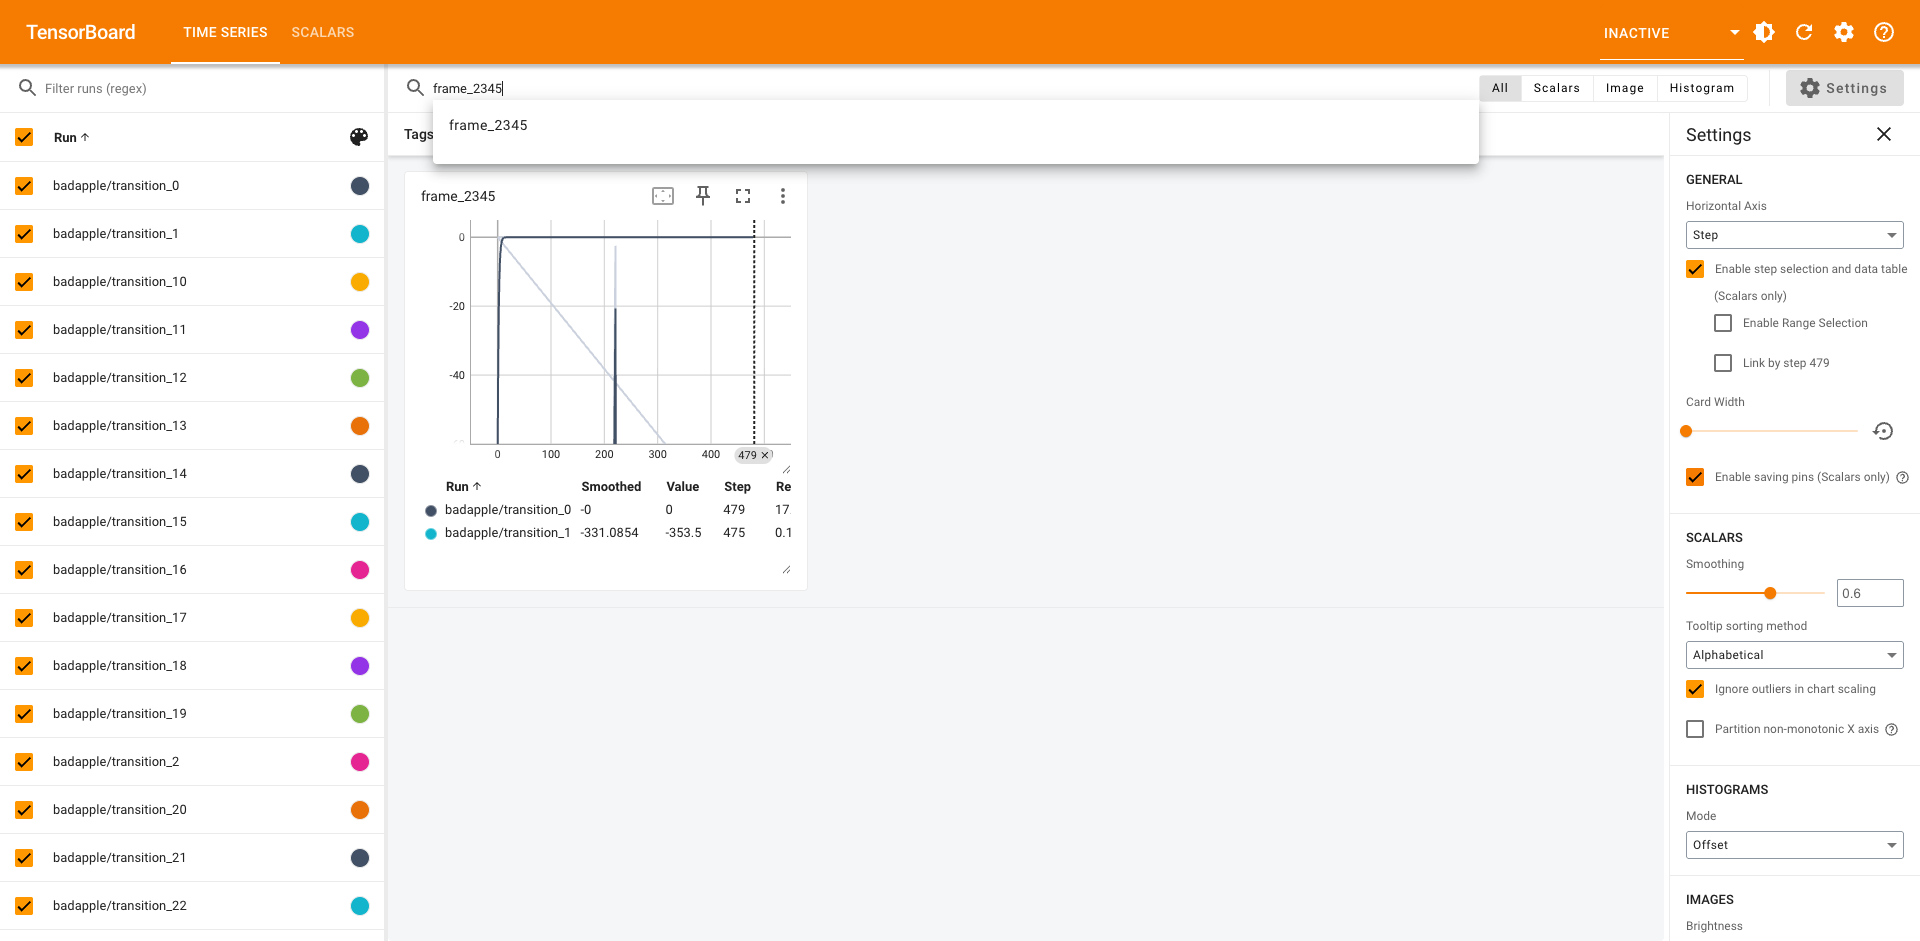 TensorBoard TIME SERIES SCALARS INACTIVE
Filter runs (regex)
frame_2345
All Scalars Image Histogram
Settings
frame_2345
Tags
Run
badapple/transition_0
badapple/transition_1
badapple/transition_10
badapple/transition_11
badapple/transition_12
badapple/transition_13
badapple/transition_14
badapple/transition_15
badapple/transition_16
badapple/transition_17
badapple/transition_18
badapple/transition_19
badapple/transition_2
badapple/transition_20
badapple/transition_21
badapple/transition_22
frame_2345
0
-20
-40
0 100 200 300 400 479
Run Smoothed Value Step Re
badapple/transition_0 -0 0 479 17.
badapple/transition_1 -331.0854 -353.5 475 0.1
Settings
GENERAL
Horizontal Axis
Step
Enable step selection and data table
(Scalars only)
Enable Range Selection
Link by step 479
Card Width
Enable saving pins (Scalars only)
SCALARS
Smoothing
0.6
Tooltip sorting method
Alphabetical
Ignore outliers in chart scaling
Partition non-monotonic X axis
HISTOGRAMS
Mode
Offset
IMAGES
Brightness